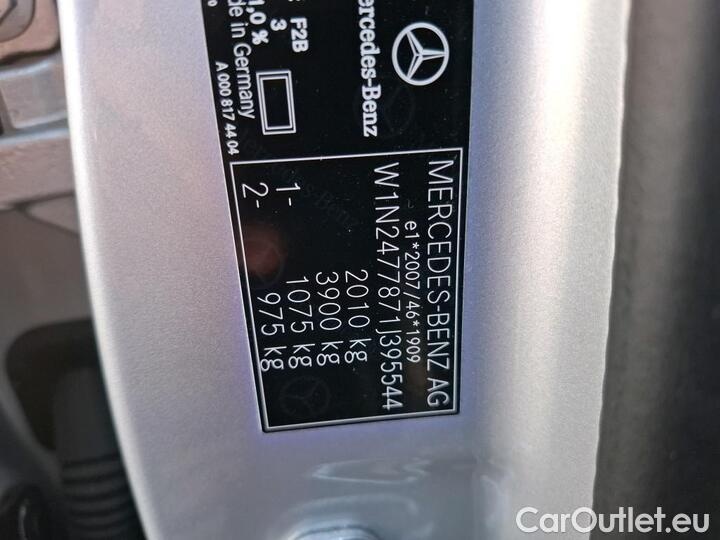 Mercedes-Benz
F2B
3
1,0 %
de in Germany
A 000 817 44 04
MERCEDES-BENZ AG
e1*2007/46*1909
W1N2477871J395544
2010 kg
3900 kg
1- 1075 kg
2- 975 kg
CarOutlet.eu